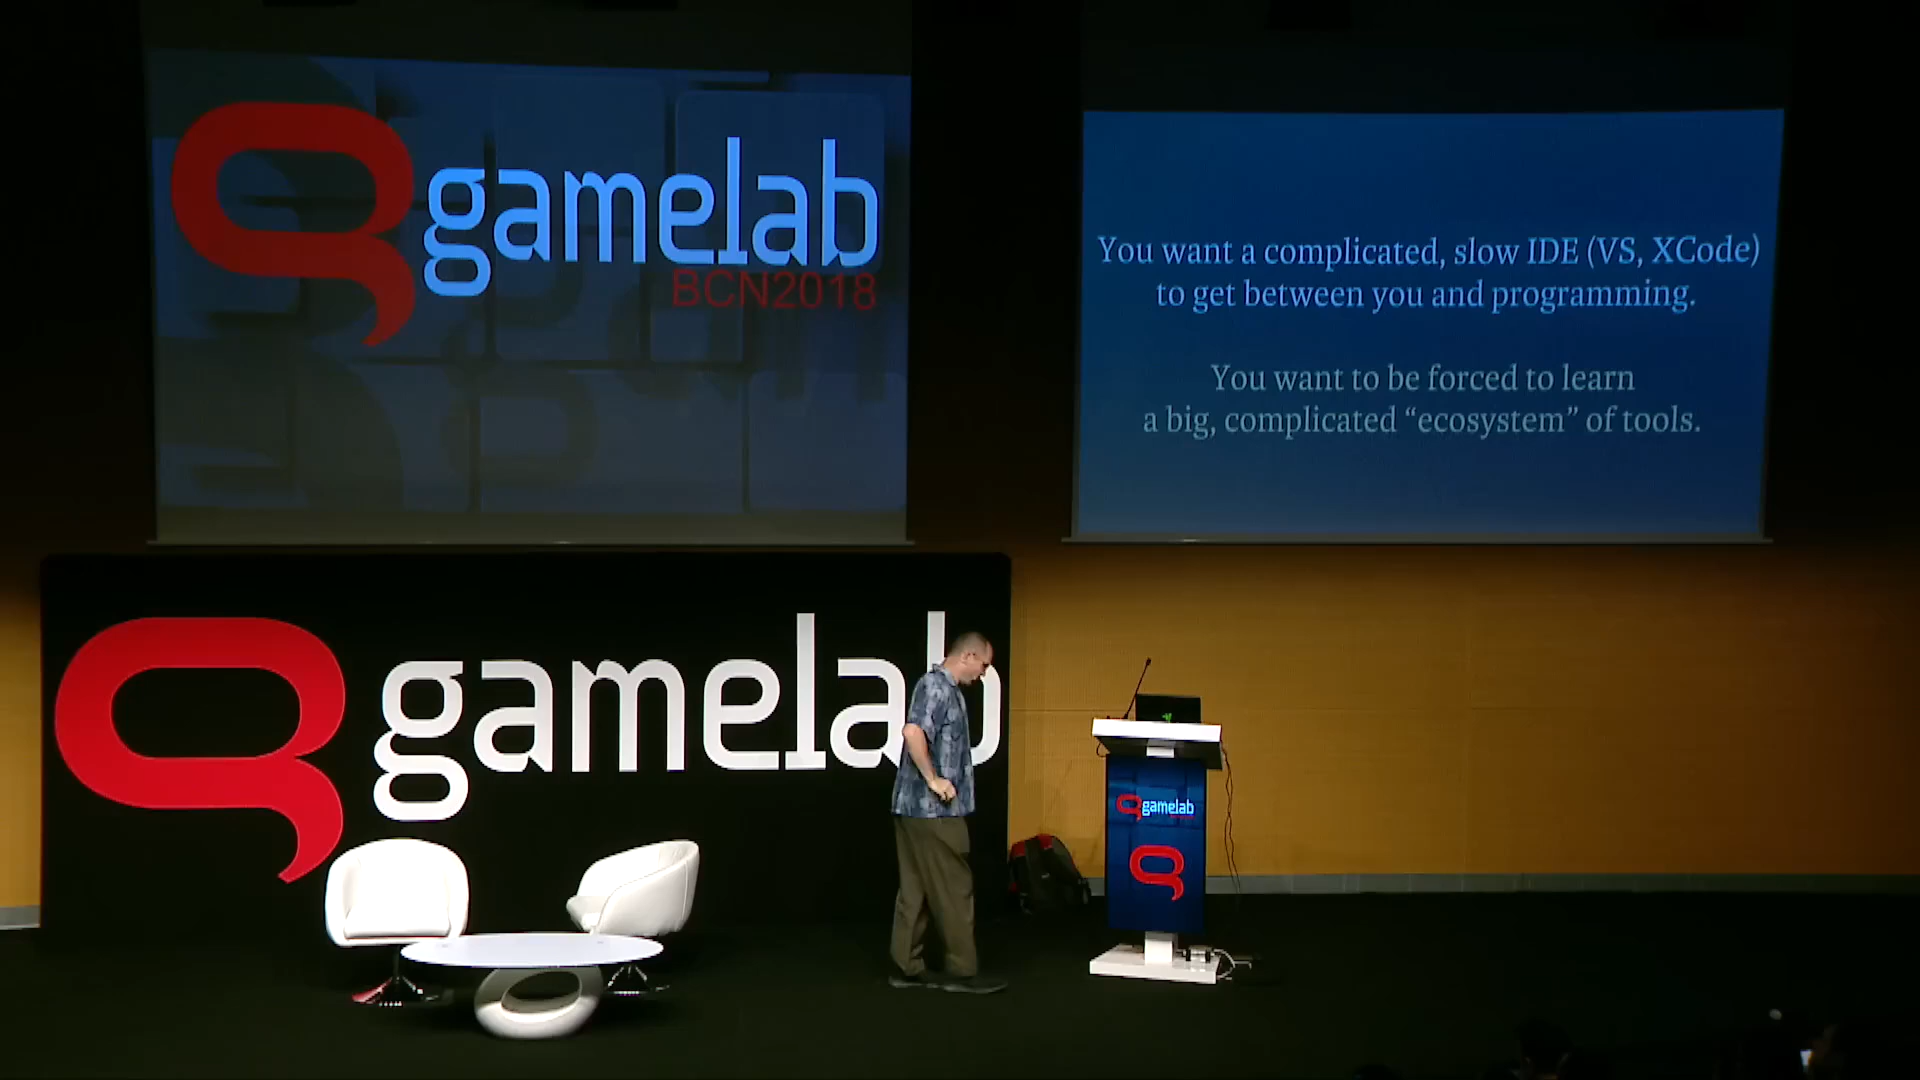 gamelab
BCN2018
You want a complicated, slow IDE (VS, XCode)
to get between you and programming.
You want to be forced to learn
a big, complicated “ecosystem” of tools.
gamelab
gamelab